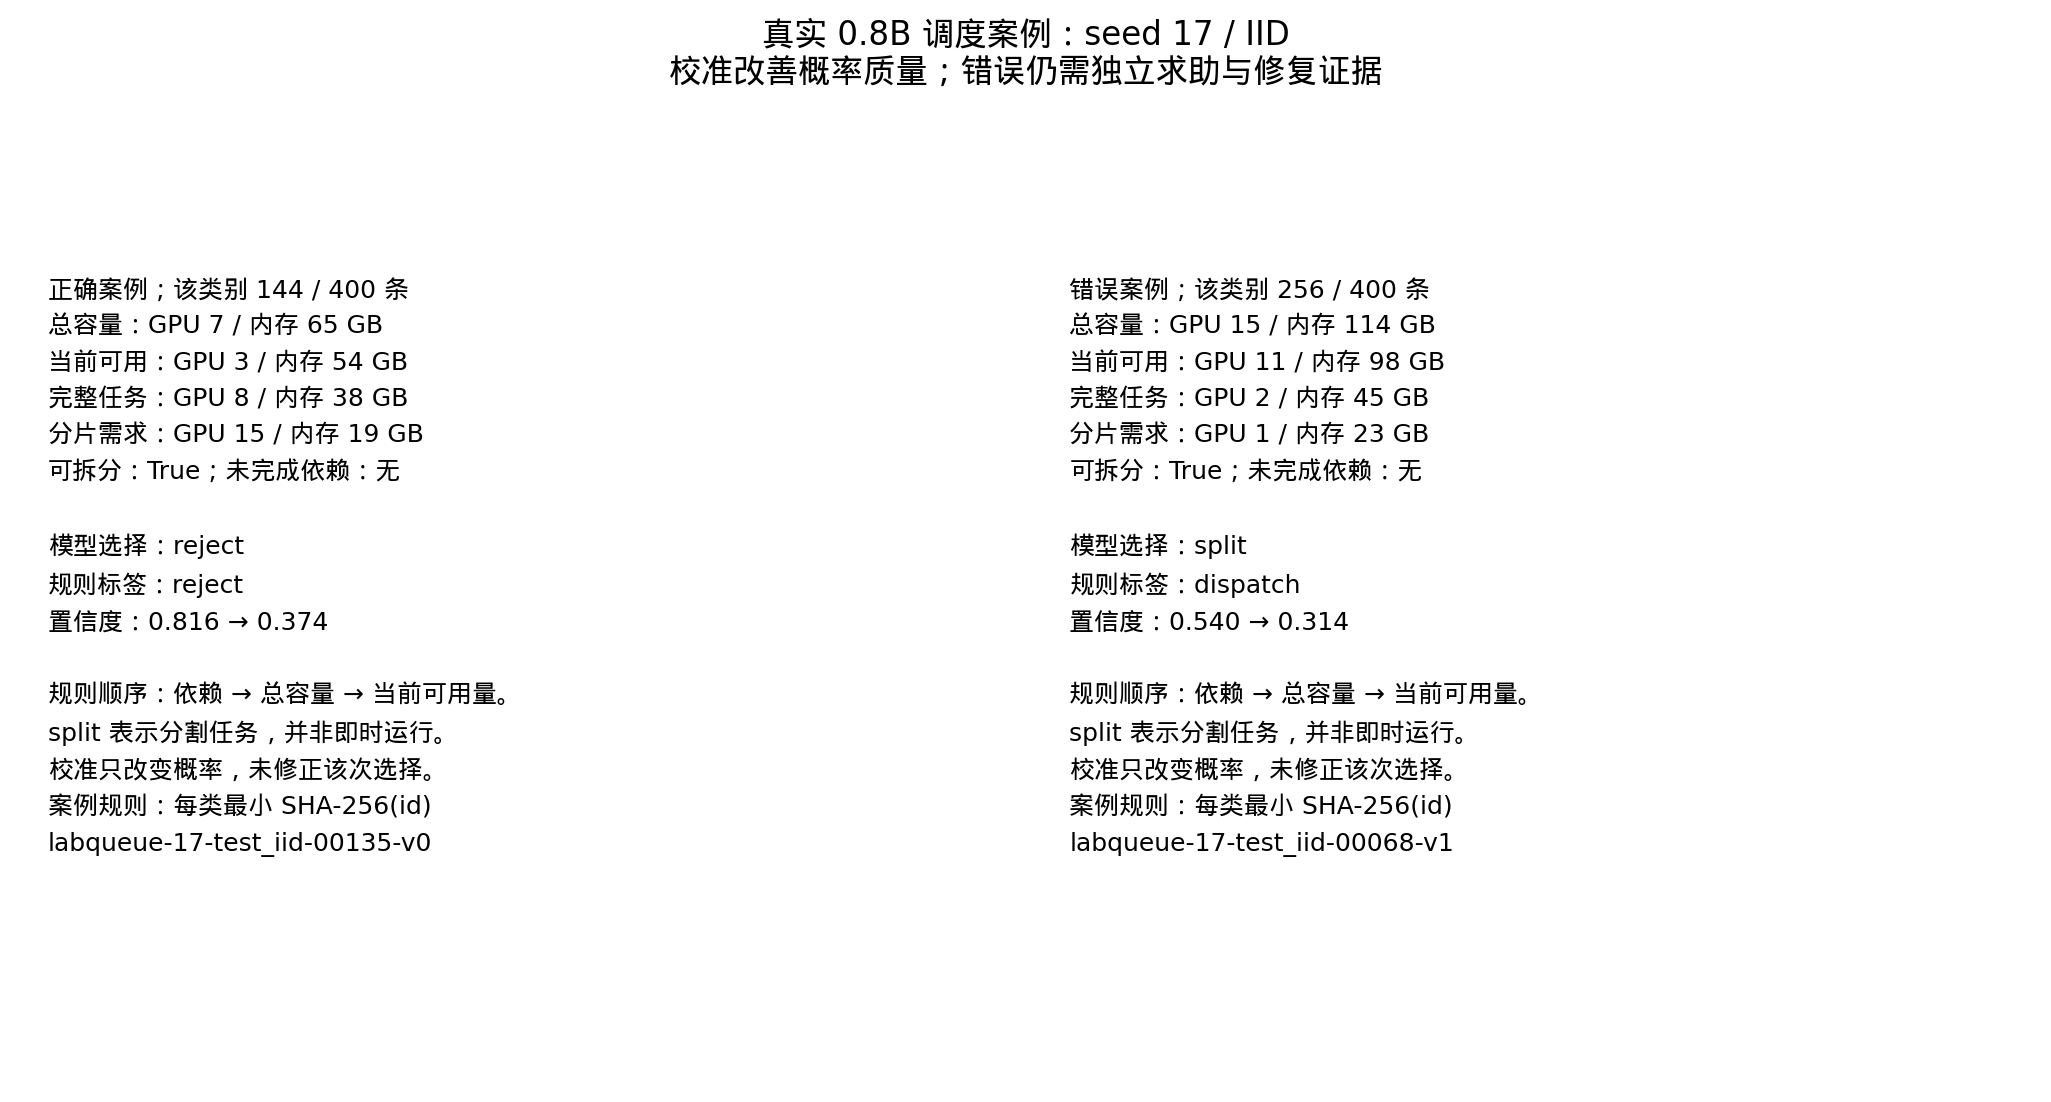 真实 0.8B 调度案例：seed 17 / IID
校准改善概率质量；错误仍需独立求助与修复证据
正确案例；该类别 144 / 400 条
总容量：GPU 7 / 内存 65 GB
当前可用：GPU 3 / 内存 54 GB
完整任务：GPU 8 / 内存 38 GB
分片需求：GPU 15 / 内存 19 GB
可拆分：True；未完成依赖：无
模型选择：reject
规则标签：reject
置信度：0.816 → 0.374
规则顺序：依赖 → 总容量 → 当前可用量。
split 表示分割任务，并非即时运行。
校准只改变概率，未修正该次选择。
案例规则：每类最小 SHA-256(id)
labqueue-17-test_iid-00135-v0
错误案例；该类别 256 / 400 条
总容量：GPU 15 / 内存 114 GB
当前可用：GPU 11 / 内存 98 GB
完整任务：GPU 2 / 内存 45 GB
分片需求：GPU 1 / 内存 23 GB
可拆分：True；未完成依赖：无
模型选择：split
规则标签：dispatch
置信度：0.540 → 0.314
规则顺序：依赖 → 总容量 → 当前可用量。
split 表示分割任务，并非即时运行。
校准只改变概率，未修正该次选择。
案例规则：每类最小 SHA-256(id)
labqueue-17-test_iid-00068-v1